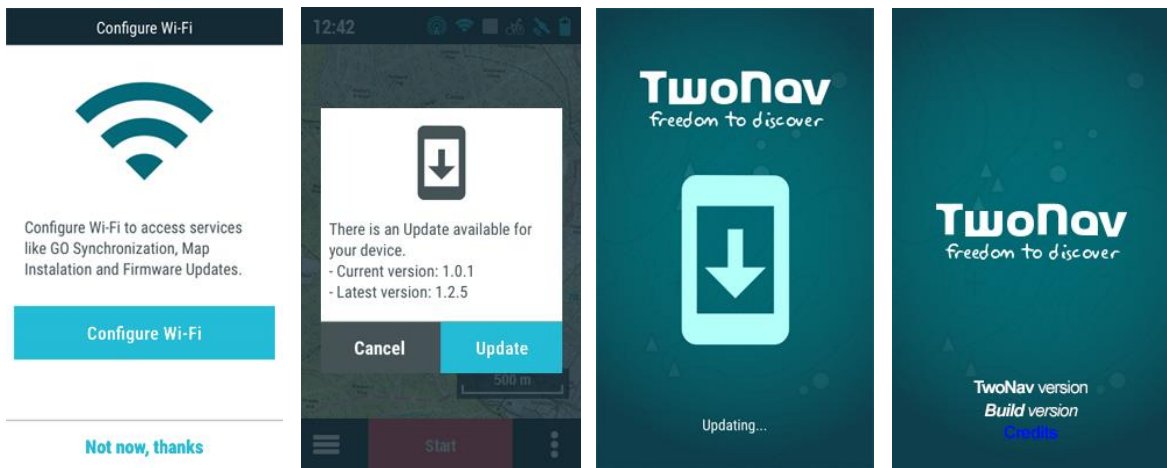 Configure Wi-Fi
Configure Wi-Fi to access services
like GO Synchronization, Map
Instalation and Firmware Updates.
Configure Wi-Fi
Not now, thanks
12:42
There is an Update available for
your device.
- Current version: 1.0.1
- Latest version: 1.2.5
Cancel
Update
500 m
Start
TwoNav
freedom to discover
Updating...
TwoNav
freedom to discover
TwoNav version
Build version
Credits